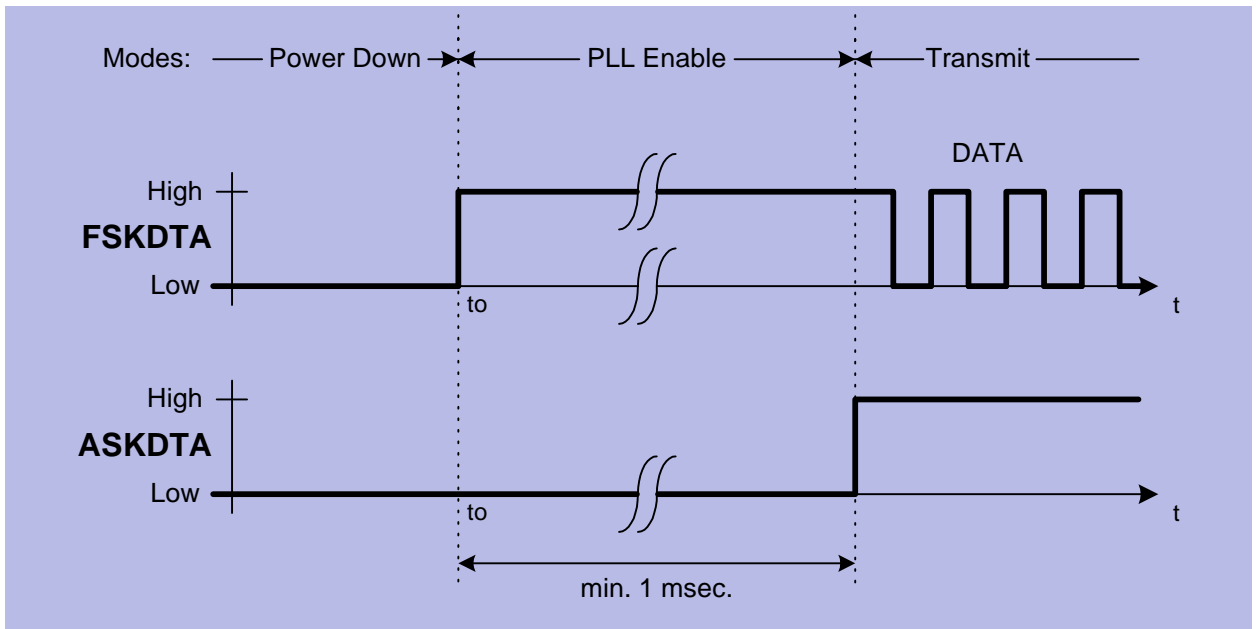 Modes: Power Down PLL Enable Transmit
DATA
High
FSKDTA
Low
to
t
High
ASKDTA
Low
to
t
min. 1 msec.